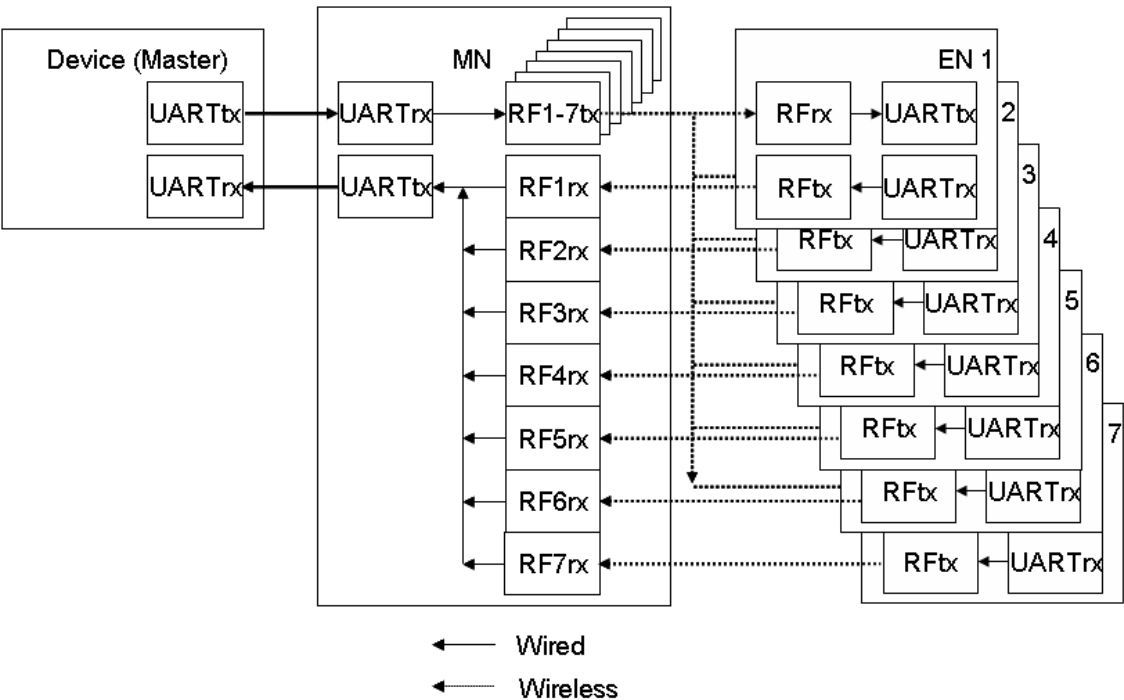 Device (Master)
MN
EN 1
UARTtx
UARTrx
RF1-7tx
RFrx
UARTtx
2
UARTrx
UARTtx
RF1rx
RFtx
UARTrx
3
RF2rx
RFtx
UARTrx
4
RF3rx
RFtx
UARTrx
5
RF4rx
RFtx
UARTrx
6
RF5rx
RFtx
UARTrx
7
RF6rx
RFtx
UARTrx
RF7rx
RFtx
UARTrx
Wired
Wireless